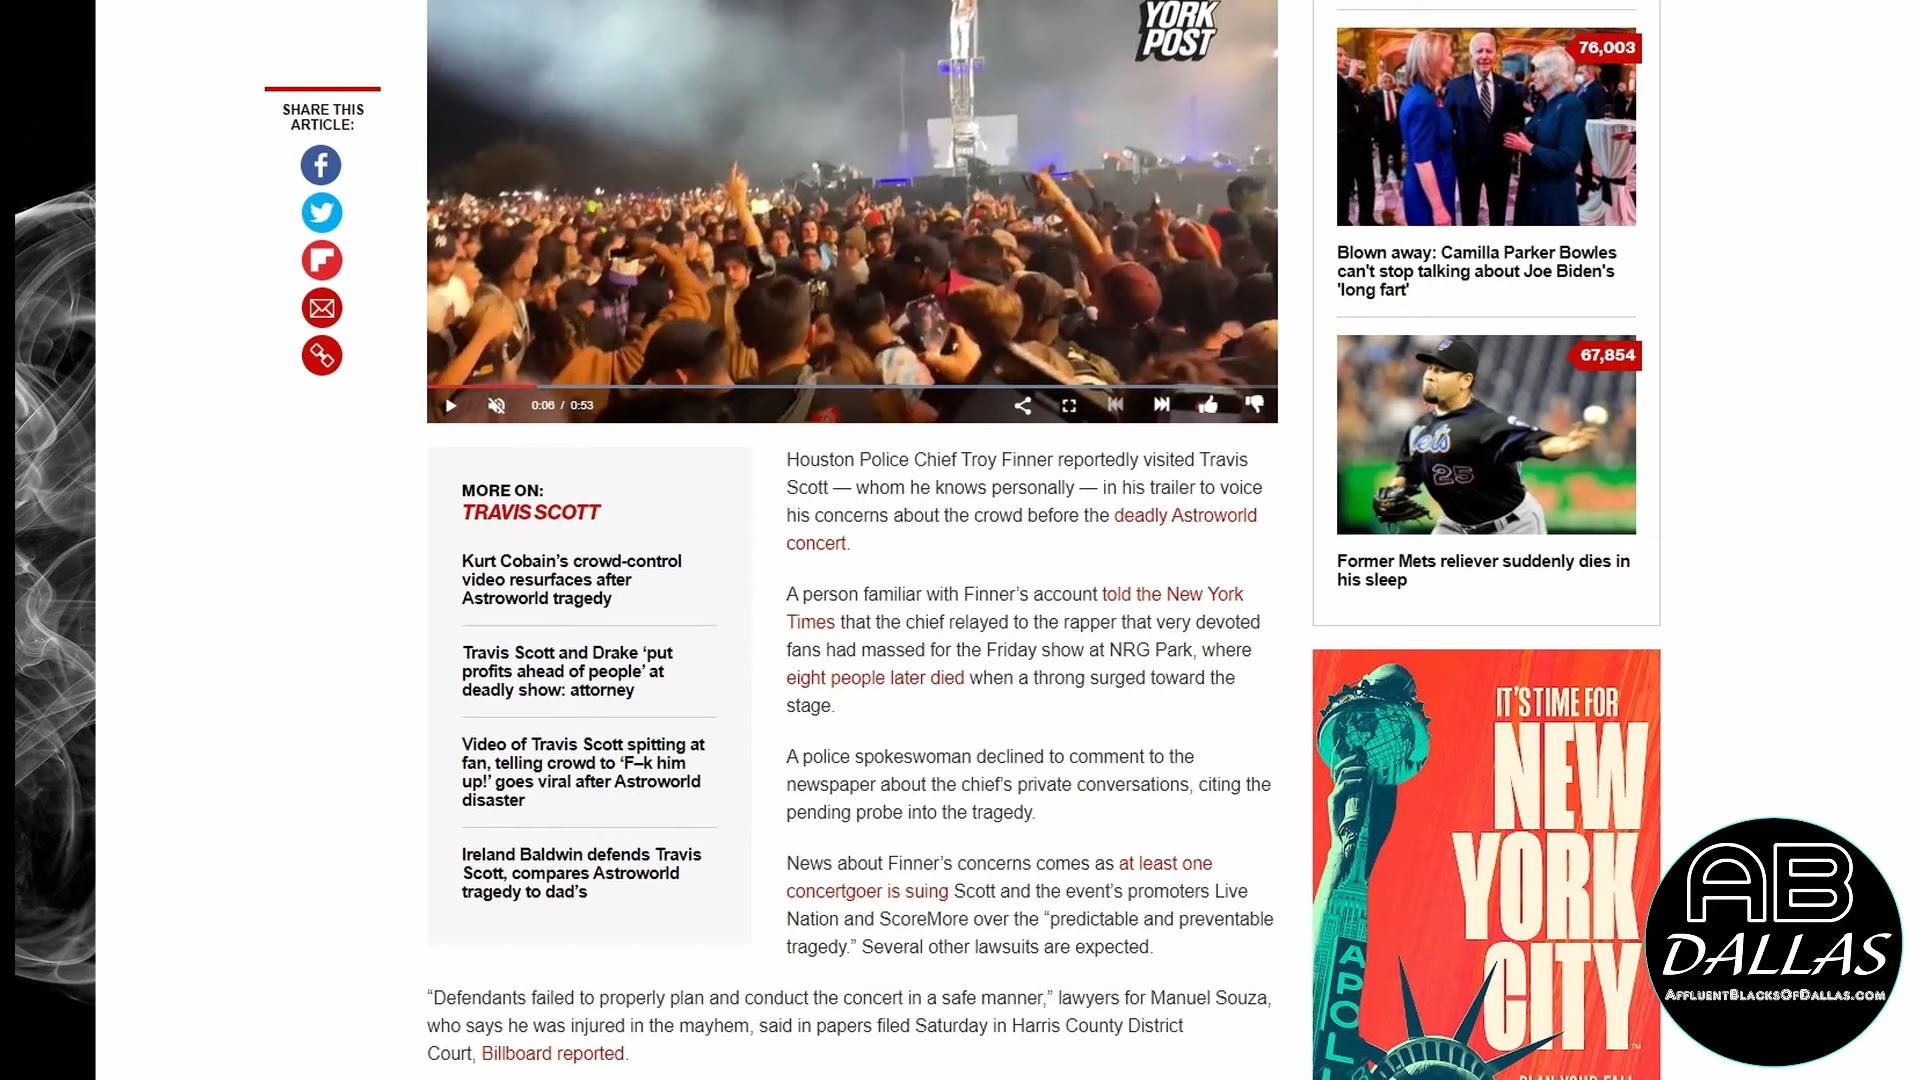 YORK
POST
SHARE THIS
ARTICLE:
0:06 / 0:53
MORE ON:
TRAVIS SCOTT
Kurt Cobain’s crowd-control
video resurfaces after
Astroworld tragedy
Travis Scott and Drake ‘put
profits ahead of people’ at
deadly show: attorney
Video of Travis Scott spitting at
fan, telling crowd to ‘F–k him
up!’ goes viral after Astroworld
disaster
Ireland Baldwin defends Travis
Scott, compares Astroworld
tragedy to dad’s
Houston Police Chief Troy Finner reportedly visited Travis
Scott — whom he knows personally — in his trailer to voice
his concerns about the crowd before the deadly Astroworld
concert.
A person familiar with Finner’s account told the New York
Times that the chief relayed to the rapper that very devoted
fans had massed for the Friday show at NRG Park, where
eight people later died when a throng surged toward the
stage.
A police spokeswoman declined to comment to the
newspaper about the chief’s private conversations, citing the
pending probe into the tragedy.
News about Finner’s concerns comes as at least one
concertgoer is suing Scott and the event’s promoters Live
Nation and ScoreMore over the “predictable and preventable
tragedy.” Several other lawsuits are expected.
“Defendants failed to properly plan and conduct the concert in a safe manner,” lawyers for Manuel Souza,
who says he was injured in the mayhem, said in papers filed Saturday in Harris County District
Court, Billboard reported.
76,003
Blown away: Camilla Parker Bowles
can't stop talking about Joe Biden's
'long fart'
67,854
Mets
25
Former Mets reliever suddenly dies in
his sleep
IT'S TIME FOR
NEW
YORK
CITY
APOL
AB
DALLAS
AFFLUENTBLACKSOFDALLAS.COM